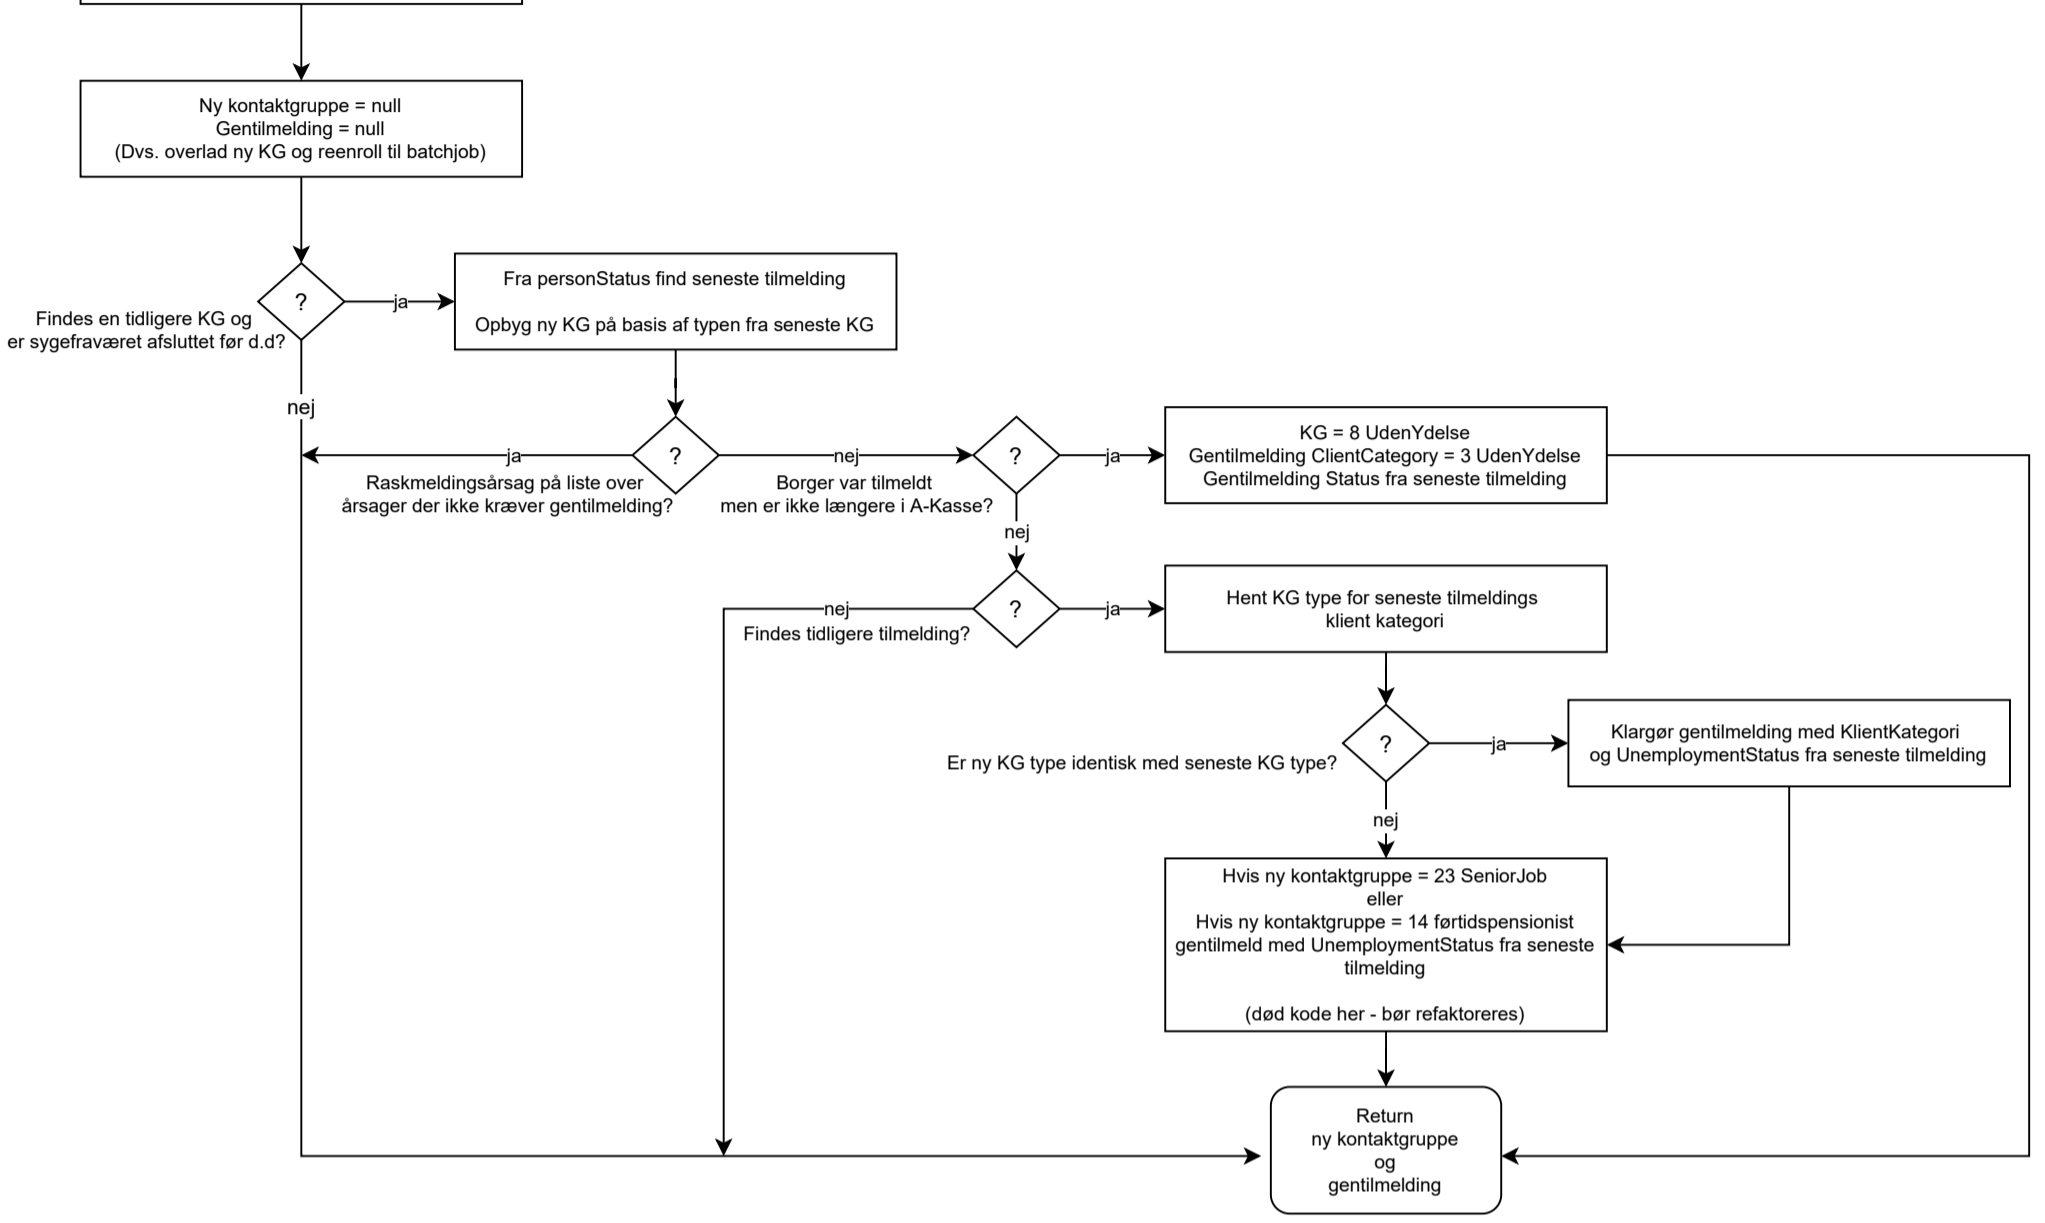 Ny kontaktgruppe = null
Gentilmelding = null
(Dvs. overlad ny KG og reenroll til batchjob)
?
ja
Findes en tidligere KG og
er sygefraværet afsluttet før d.d?
nej
Fra personStatus find seneste tilmelding
Opbyg ny KG på basis af typen fra seneste KG
?
ja
Raskmeldingsårsag på liste over
årsager der ikke kræver gentilmelding?
nej
Borger var tilmeldt
men er ikke længere i A-Kasse?
?
ja
nej
KG = 8 UdenYdelse
Gentilmelding ClientCategory = 3 UdenYdelse
Gentilmelding Status fra seneste tilmelding
?
nej
Findes tidligere tilmelding?
ja
Hent KG type for seneste tilmeldings
klient kategori
?
Er ny KG type identisk med seneste KG type?
ja
Klargør gentilmelding med KlientKategori
og UnemploymentStatus fra seneste tilmelding
nej
Hvis ny kontaktgruppe = 23 SeniorJob
eller
Hvis ny kontaktgruppe = 14 førtidspensionist
gentilmeld med UnemploymentStatus fra seneste
tilmelding
(død kode her - bør refaktoreres)
Return
ny kontaktgruppe
og
gentilmelding